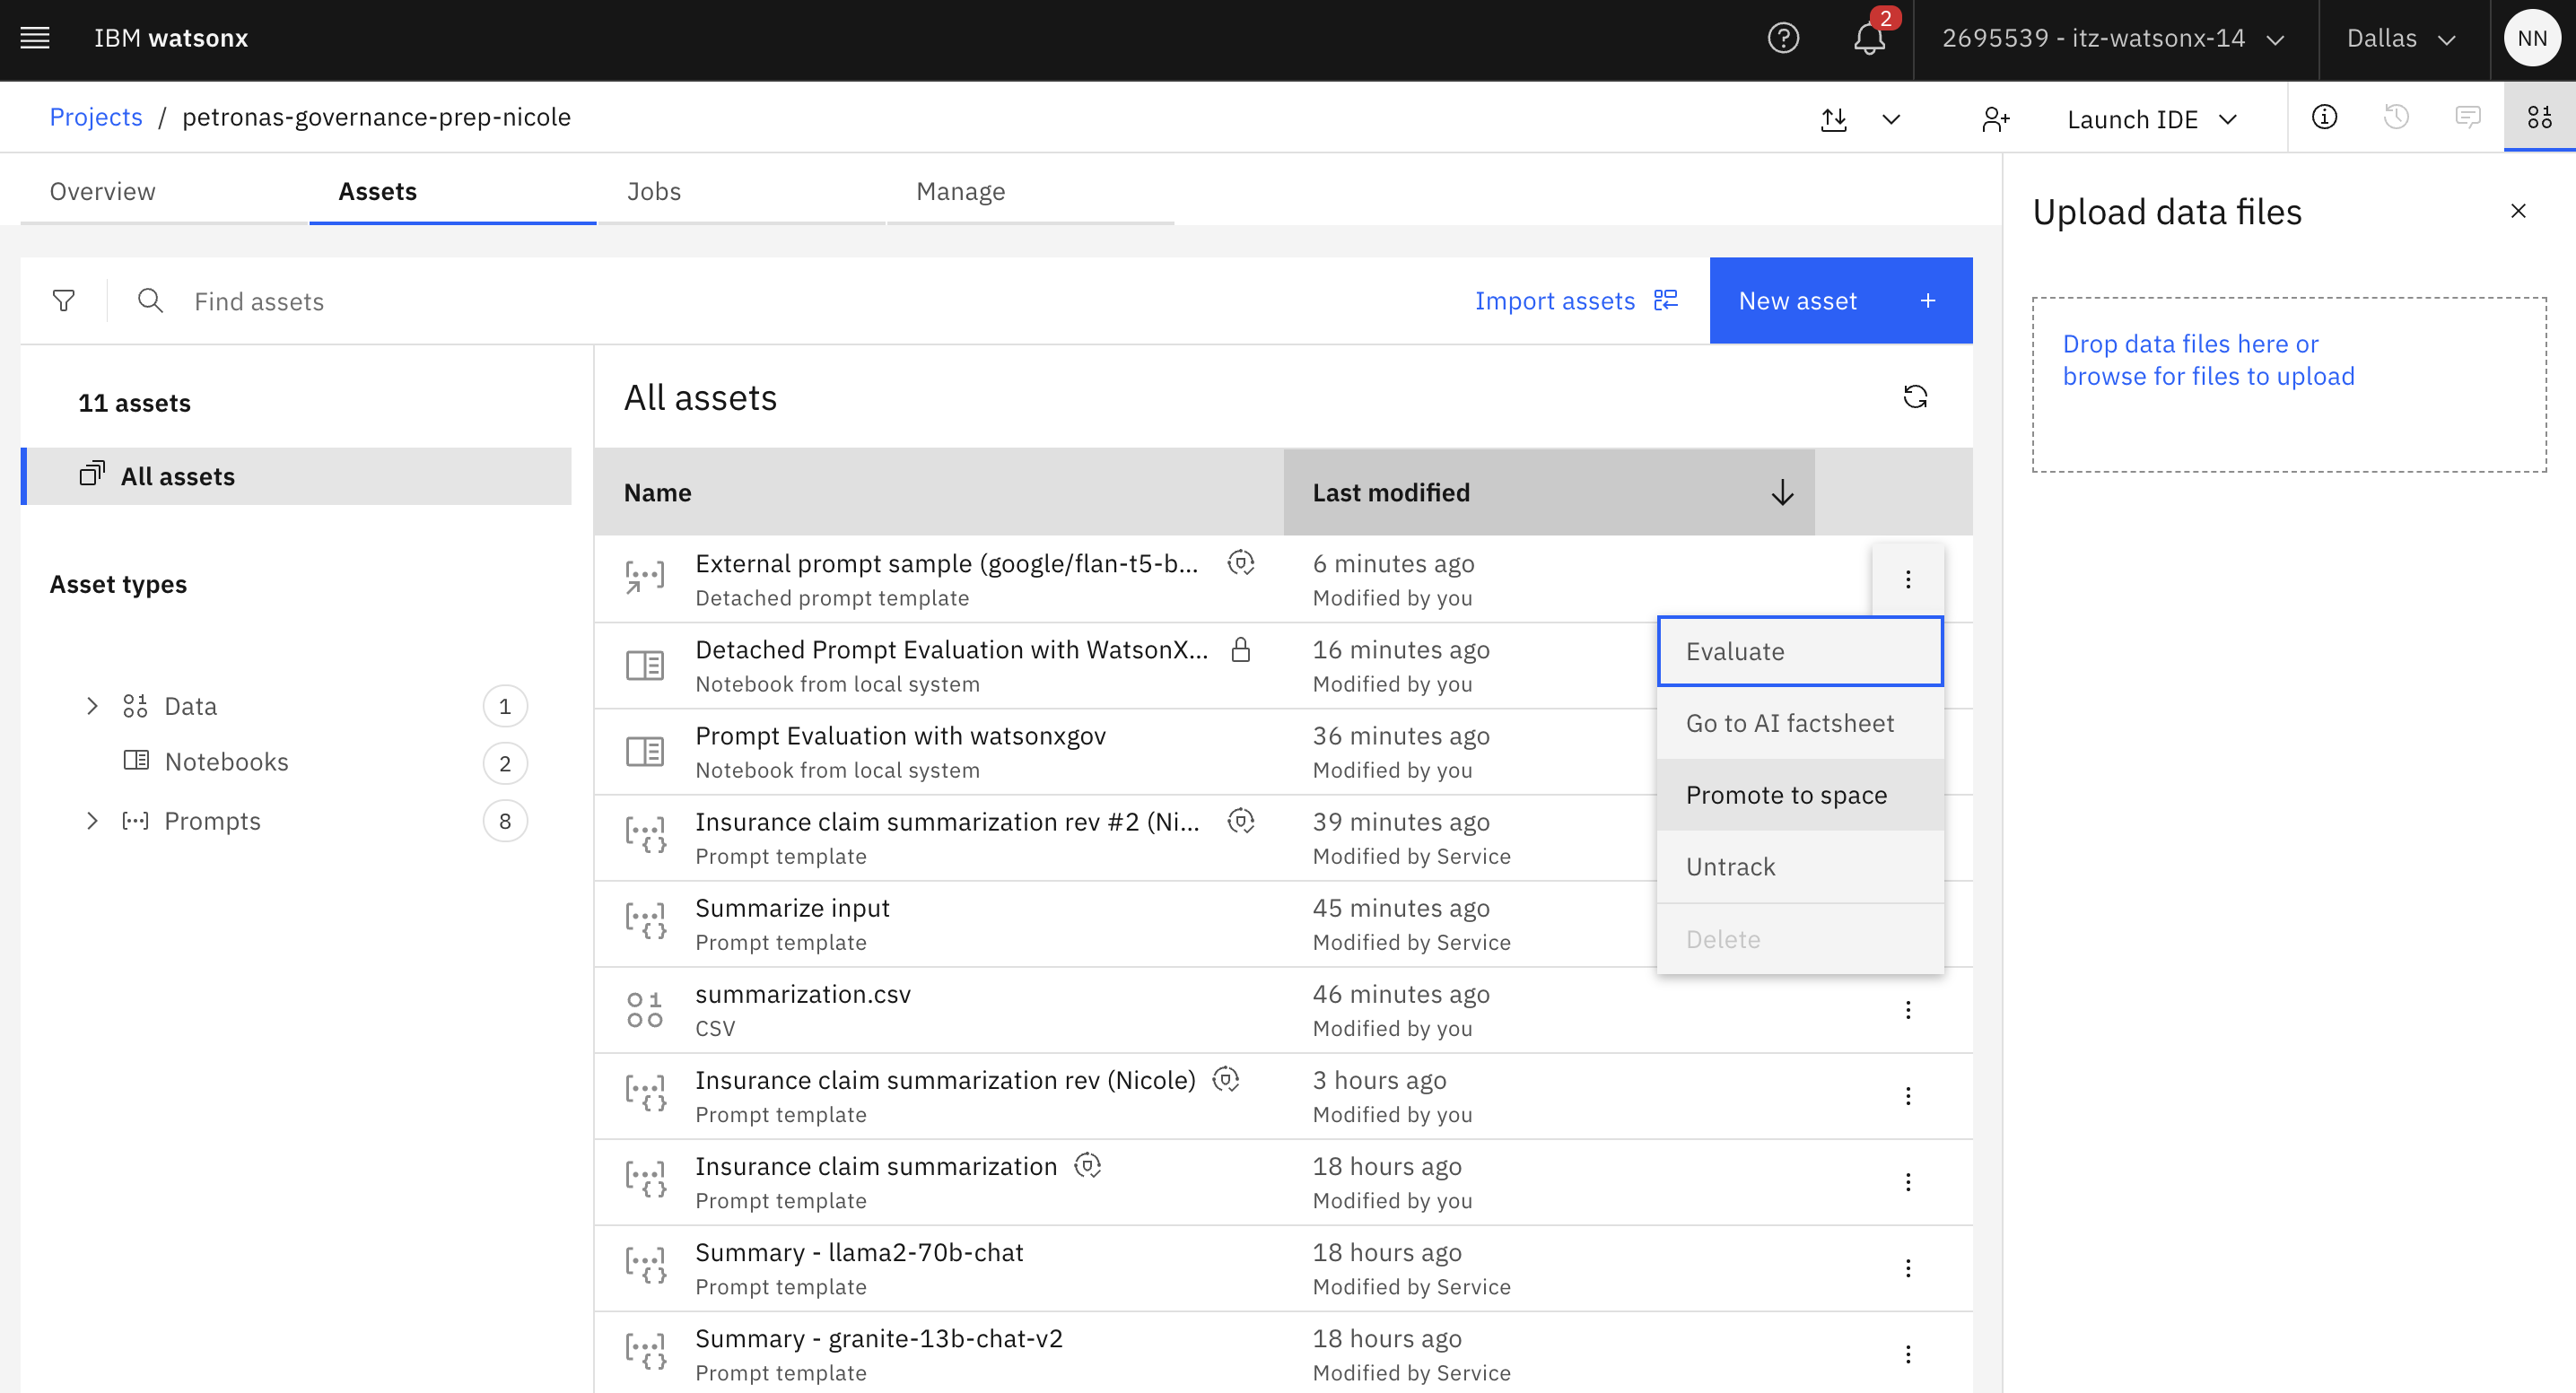 IBM watsonx
2
2695539 - itz-watsonx-14
Dallas
NN
Projects / petronas-governance-prep-nicole
Launch IDE
Overview
Assets
Jobs
Manage
Find assets
Import assets
New asset +
11 assets
All assets
Asset types
Data 1
Notebooks 2
Prompts 8
All assets
Name
Last modified
External prompt sample (google/flan-t5-b...
6 minutes ago
Detached prompt template
Modified by you
Detached Prompt Evaluation with WatsonX...
16 minutes ago
Notebook from local system
Modified by you
Prompt Evaluation with watsonxgov
36 minutes ago
Notebook from local system
Modified by you
Insurance claim summarization rev #2 (Ni...
39 minutes ago
Prompt template
Modified by Service
Summarize input
45 minutes ago
Prompt template
Modified by Service
summarization.csv
46 minutes ago
CSV
Modified by you
Insurance claim summarization rev (Nicole)
3 hours ago
Prompt template
Modified by you
Insurance claim summarization
18 hours ago
Prompt template
Modified by you
Summary - llama2-70b-chat
18 hours ago
Prompt template
Modified by Service
Summary - granite-13b-chat-v2
18 hours ago
Prompt template
Modified by Service
Evaluate
Go to AI factsheet
Promote to space
Untrack
Delete
Upload data files
Drop data files here or
browse for files to upload